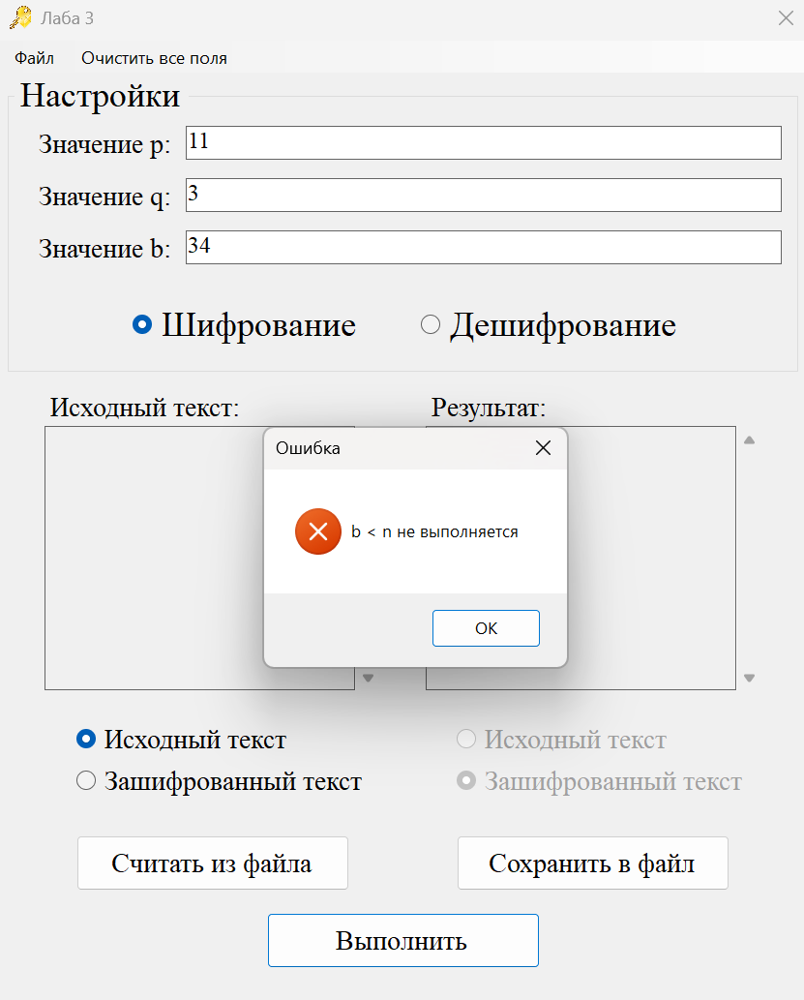 Лаба 3
Файл Очистить все поля
Настройки
Значение p: 11
Значение q: 3
Значение b: 34
Шифрование Дешифрование
Исходный текст: Результат:
Ошибка
b < n не выполняется
OK
Исходный текст Исходный текст
Зашифрованный текст Зашифрованный текст
Считать из файла Сохранить в файл
Выполнить